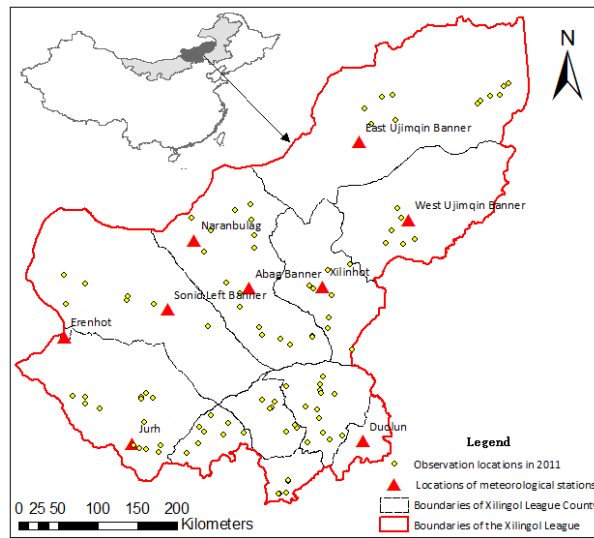 N
East Ujimqin Banner
West Ujimqin Banner
Naranbulag
Abag Banner
Xilinhot
Sonid Left Banner
Erenhot
Jurh
Duolun
Legend
Observation locations in 2011
Locations of meteorological stations
Boundaries of Xilingol League County
Boundaries of the Xilingol League
0 25 50 100 150 200
Kilometers